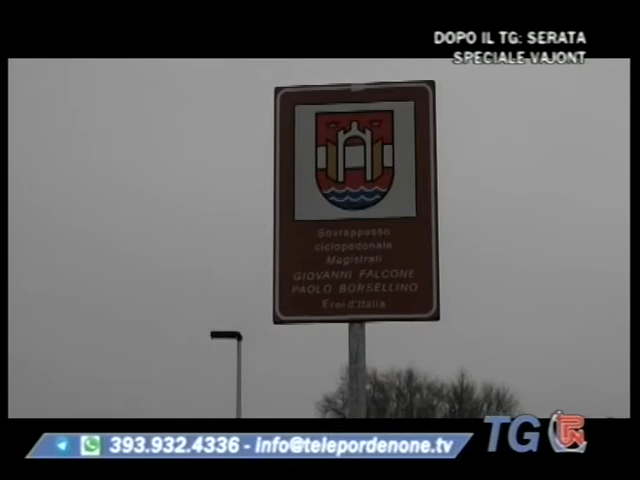 DOPO IL TG: SERATA
SPECIALE VAJONT
Sovrappasso
ciclopedonale
Magistrati
GIOVANNI FALCONE
PAOLO BORSELLINO
Eroi d'Italia
393.932.4336 - info@telepordenone.tv
TG PN